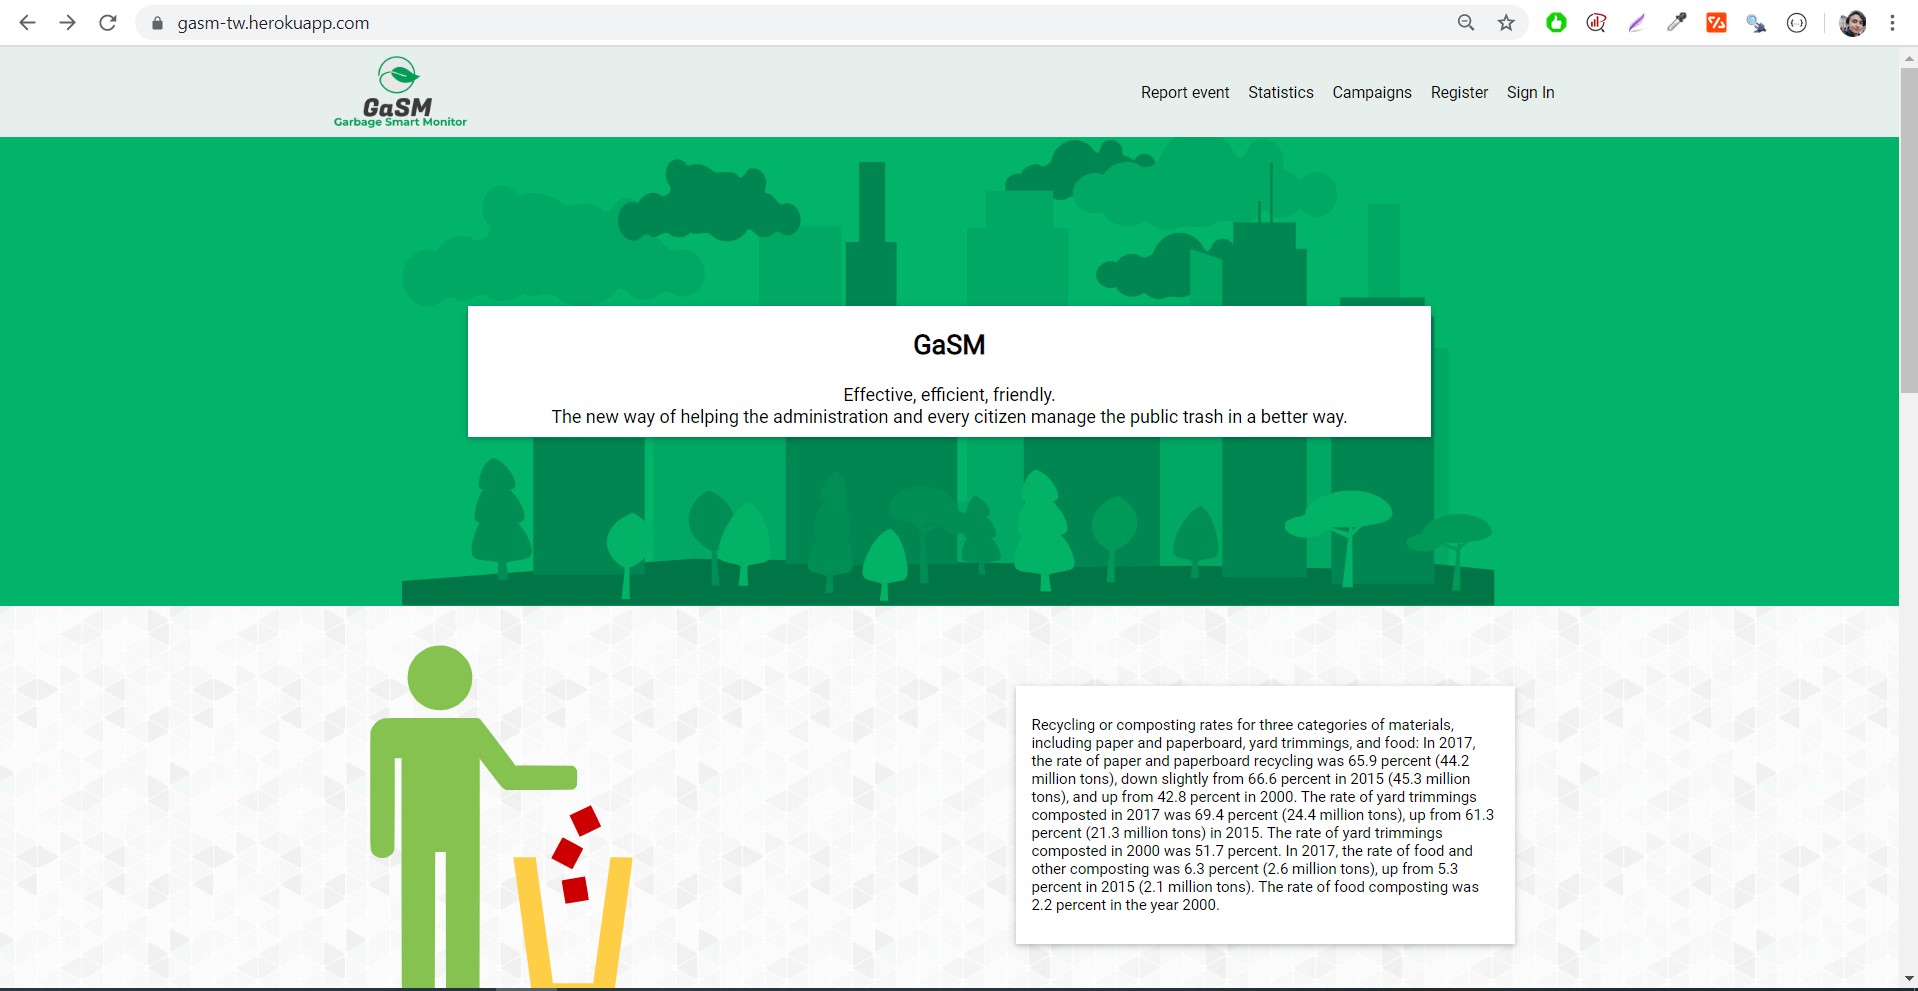 gasm-tw.herokuapp.com
GaSM
Garbage Smart Monitor
Report event Statistics Campaigns Register Sign In
GaSM
Effective, efficient, friendly.
The new way of helping the administration and every citizen manage the public trash in a better way.
Recycling or composting rates for three categories of materials,
including paper and paperboard, yard trimmings, and food: In 2017,
the rate of paper and paperboard recycling was 65.9 percent (44.2
million tons), down slightly from 66.6 percent in 2015 (45.3 million
tons), and up from 42.8 percent in 2000. The rate of yard trimmings
composted in 2017 was 69.4 percent (24.4 million tons), up from 61.3
percent (21.3 million tons) in 2015. The rate of yard trimmings
composted in 2000 was 51.7 percent. In 2017, the rate of food and
other composting was 6.3 percent (2.6 million tons), up from 5.3
percent in 2015 (2.1 million tons). The rate of food composting was
2.2 percent in the year 2000.